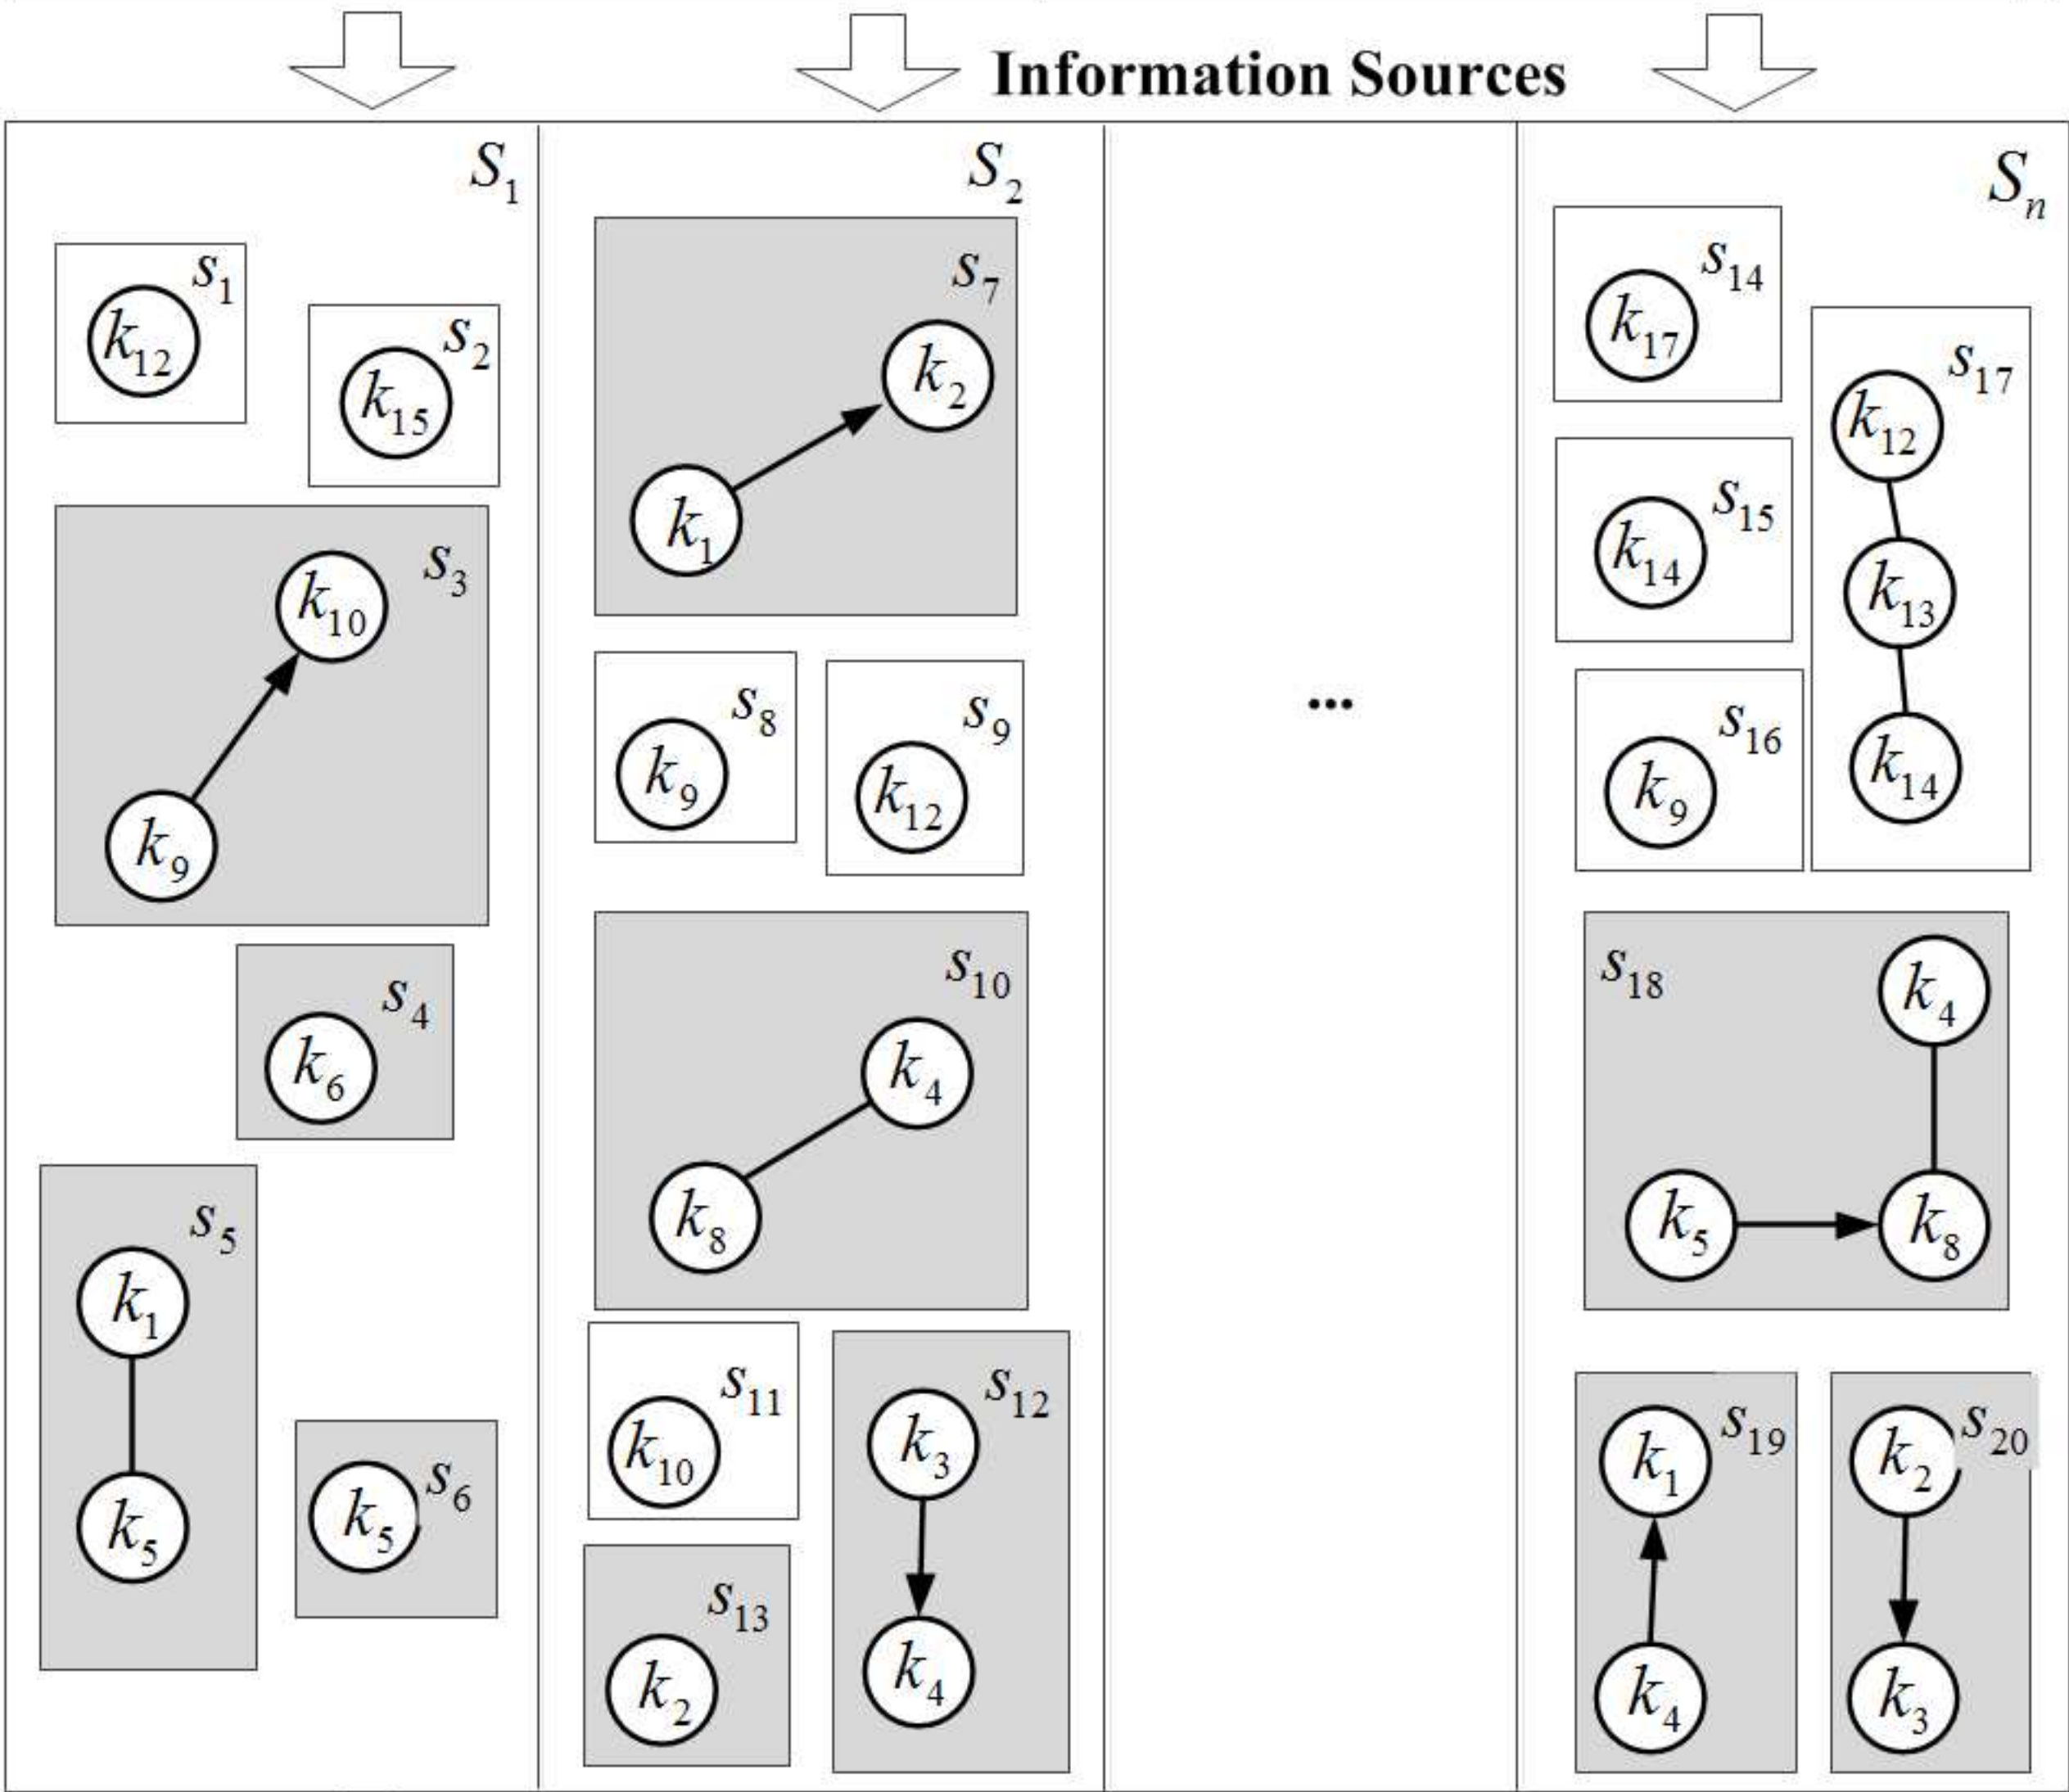 Information Sources
S1
s1
k12
s2
k15
s3
k10
k9
s4
k6
s5
k1
k5
s6
k5
S2
s7
k2
k1
s8
k9
s9
k12
s10
k4
k8
s11
k10
s12
k3
k4
s13
k2
...
Sn
s14
k17
s15
k14
s16
k9
s17
k12
k13
k14
s18
k4
k5
k8
s19
k1
k4
s20
k2
k3